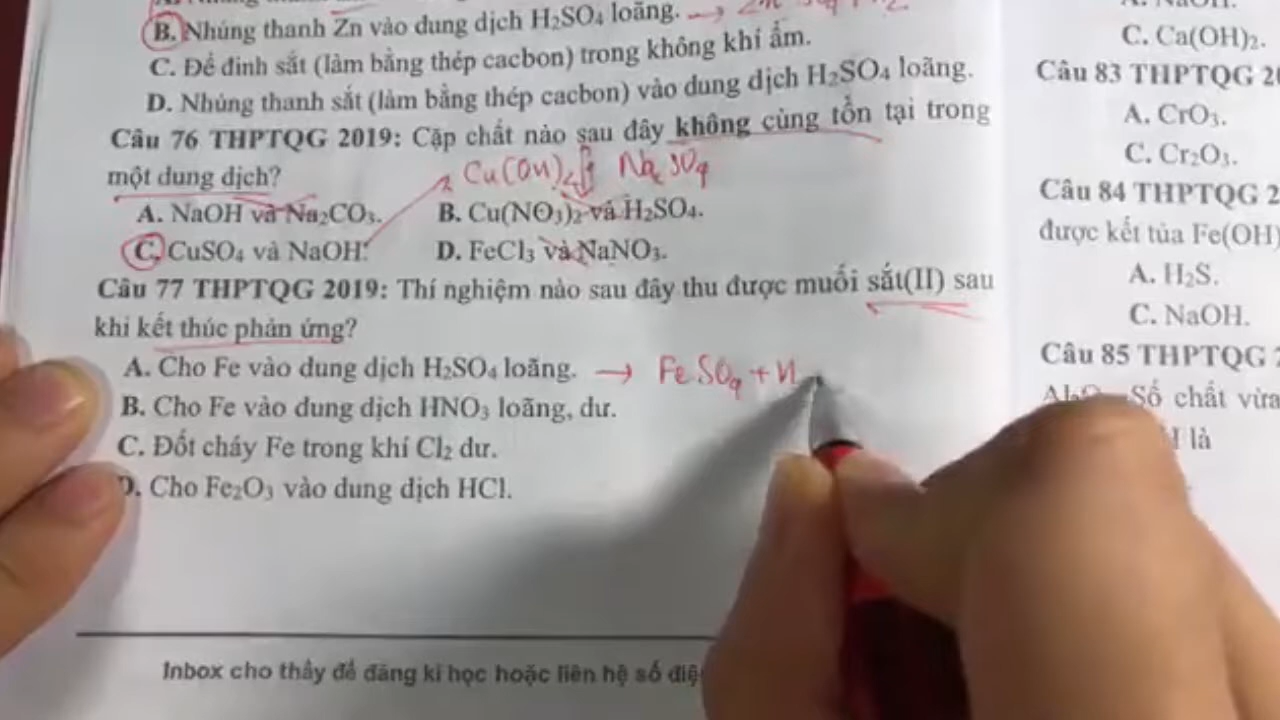 B. Nhúng thanh Zn vào dung dịch H₂SO₄ loãng. →
C. Để đinh sắt (làm bằng thép cacbon) trong không khí ẩm.
D. Nhúng thanh sắt (làm bằng thép cacbon) vào dung dịch H₂SO₄ loãng.
Câu 76 THPTQG 2019: Cặp chất nào sau đây không cùng tồn tại trong
một dung dịch?
Cu(OH)₂↓ Na₂SO₄
A. NaOH và Na₂CO₃.
B. Cu(NO₃)₂ và H₂SO₄.
C. CuSO₄ và NaOH.
D. FeCl₃ và NaNO₃.
Câu 77 THPTQG 2019: Thí nghiệm nào sau đây thu được muối sắt(II) sau
khi kết thúc phản ứng?
A. Cho Fe vào dung dịch H₂SO₄ loãng. → FeSO₄ + H
B. Cho Fe vào dung dịch HNO₃ loãng, dư.
C. Đốt cháy Fe trong khí Cl₂ dư.
D. Cho Fe₂O₃ vào dung dịch HCl.
Inbox cho thầy để đăng kí học hoặc liên hệ số
C. Ca(OH)₂.
Câu 83 THPTQG
A. CrO₃.
C. Cr₂O₃.
Câu 84 THPTQG
được kết tủa Fe(OH)
A. H₂S.
C. NaOH.
Câu 85 THPTQG
Số chất vừa
là